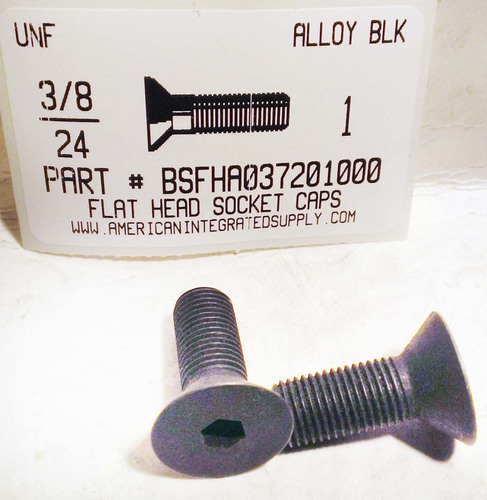 UNF ALLOY BLK
3/8
24
1
PART # BSFHA037201000
FLAT HEAD SOCKET CAPS
WWW.AMERICANINTEGRATEDSUPPLY.COM